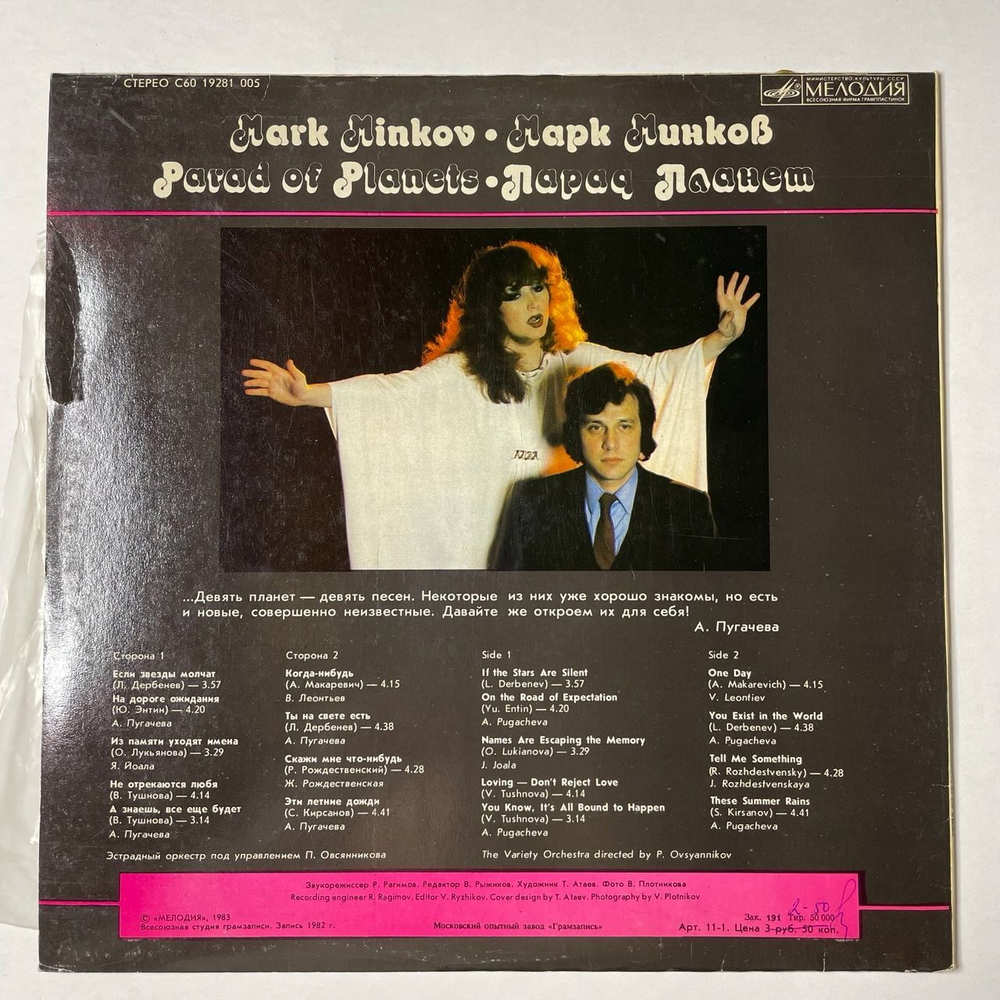 СТЕРЕО С60 19281 005
МИНИСТЕРСТВО КУЛЬТУРЫ СССР
МЕЛОДИЯ
ВСЕСОЮЗНАЯ ФИРМА ГРАМПЛАСТИНОК
Mark Minkov • Марк Минков
Parad of Planets • Парад Планет
...Девять планет — девять песен. Некоторые из них уже хорошо знакомы, но есть
и новые, совершенно неизвестные. Давайте же откроем их для себя!
А. Пугачева
Сторона 1
Если звезды молчат
(Л. Дербенев) — 3.57
На дороге ожидания
(Ю. Энтин) — 4.20
А. Пугачева
Из памяти уходят имена
(О. Лукьянова) — 3.29
Я. Йоала
Не отрекаются любя
(В. Тушнова) — 4.14
А знаешь, все еще будет
(В. Тушнова) — 3.14
А. Пугачева
Сторона 2
Когда-нибудь
(А. Макаревич) — 4.15
В. Леонтьев
Ты на свете есть
(Л. Дербенев) — 4.38
А. Пугачева
Скажи мне что-нибудь
(Р. Рождественский) — 4.28
Ж. Рождественская
Эти летние дожди
(С. Кирсанов) — 4.41
А. Пугачева
Side 1
If the Stars Are Silent
(L. Derbenev) — 3.57
On the Road of Expectation
(Yu. Entin) — 4.20
A. Pugacheva
Names Are Escaping the Memory
(O. Lukianova) — 3.29
J. Joala
Loving — Don't Reject Love
(V. Tushnova) — 4.14
You Know, It's All Bound to Happen
(V. Tushnova) — 3.14
A. Pugacheva
Side 2
One Day
(A. Makarevich) — 4.15
V. Leontiev
You Exist in the World
(L. Derbenev) — 4.38
A. Pugacheva
Tell Me Something
(R. Rozhdestvensky) — 4.28
J. Rozhdestvenskaya
These Summer Rains
(S. Kirsanov) — 4.41
A. Pugacheva
Эстрадный оркестр под управлением П. Овсянникова
The Variety Orchestra directed by P. Ovsyannikov
Звукорежиссер Р. Рагимов. Редактор В. Рыжиков. Художник Т. Атаев. Фото В. Плотникова
Recording engineer R. Ragimov. Editor V. Ryzhikov. Cover design by T. Ataev. Photography by V. Plotnikov
© «МЕЛОДИЯ», 1983
Всесоюзная студия грамзаписи. Запись 1982 г.
Московский опытный завод «Грамзапись»
2-50
Зак. 191 Тир. 50 000
Арт. 11-1. Цена 3 руб. 50 коп.